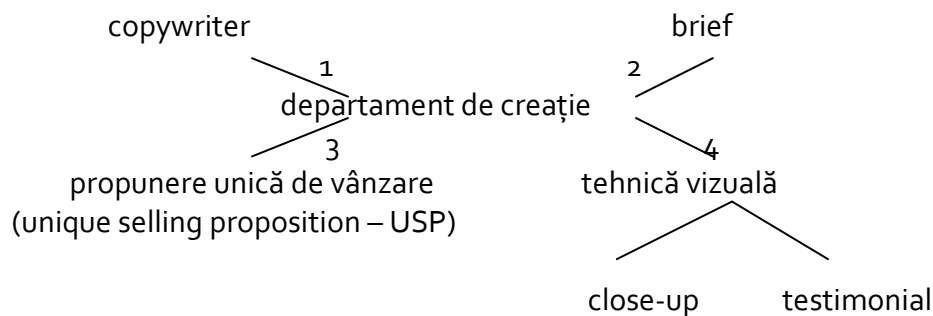 copywriter brief
1 2
departament de creație
3 4
propunere unică de vânzare tehnică vizuală
(unique selling proposition – USP)
close-up testimonial